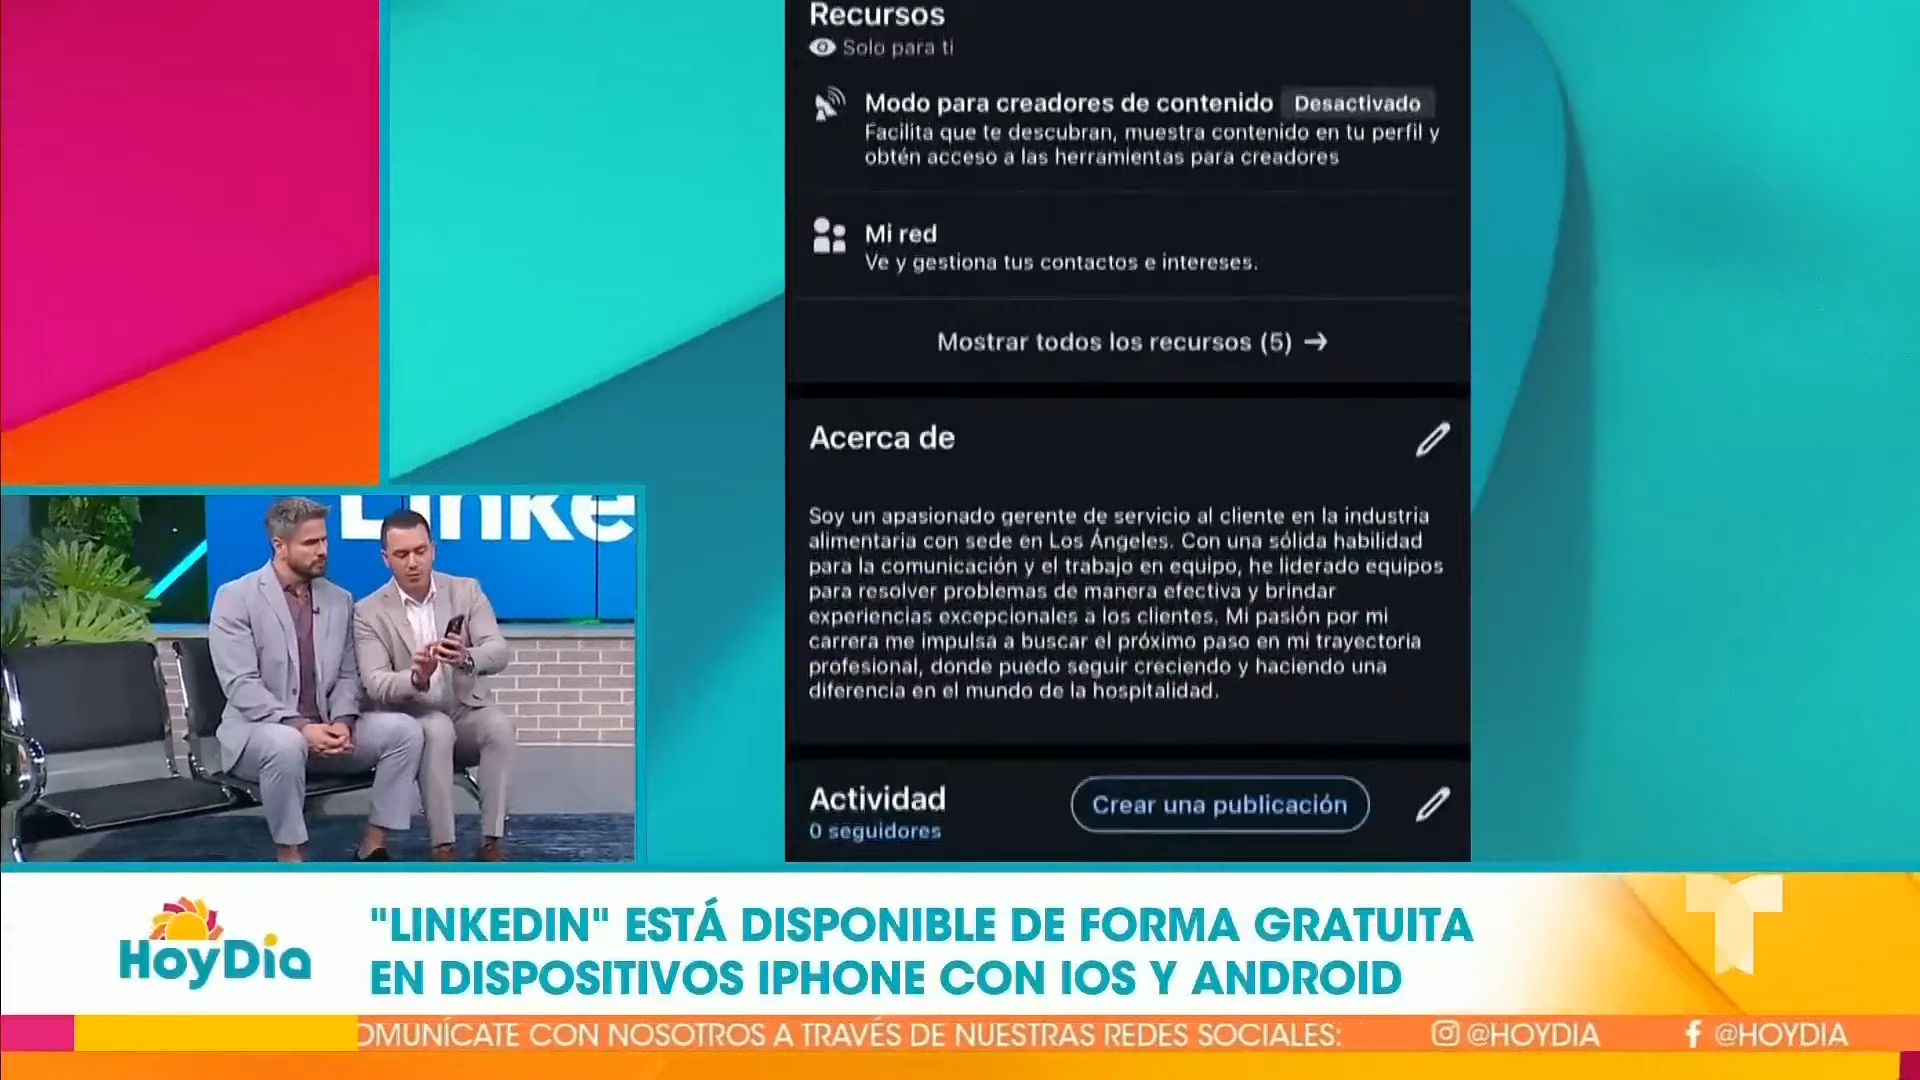 Recursos
Solo para ti
Modo para creadores de contenido Desactivado
Facilita que te descubran, muestra contenido en tu perfil y
obtén acceso a las herramientas para creadores
Mi red
Ve y gestiona tus contactos e intereses.
Mostrar todos los recursos (5) →
Acerca de
Soy un apasionado gerente de servicio al cliente en la industria
alimentaria con sede en Los Ángeles. Con una sólida habilidad
para la comunicación y el trabajo en equipo, he liderado equipos
para resolver problemas de manera efectiva y brindar
experiencias excepcionales a los clientes. Mi pasión por mi
carrera me impulsa a buscar el próximo paso en mi trayectoria
profesional, donde puedo seguir creciendo y haciendo una
diferencia en el mundo de la hospitalidad.
Actividad
0 seguidores
Crear una publicación
Linke
HoyDía
"LINKEDIN" ESTÁ DISPONIBLE DE FORMA GRATUITA
EN DISPOSITIVOS IPHONE CON IOS Y ANDROID
OMUNÍCATE CON NOSOTROS A TRAVÉS DE NUESTRAS REDES SOCIALES: @HOYDIA @HOYDIA